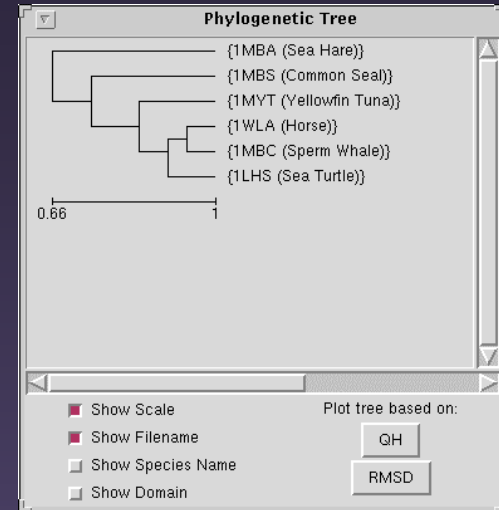 Phylogenetic Tree
{1MBA (Sea Hare)}
{1MBS (Common Seal)}
{1MYT (Yellowfin Tuna)}
{1WLA (Horse)}
{1MBC (Sperm Whale)}
{1LHS (Sea Turtle)}
0.66 1
Show Scale
Show Filename
Show Species Name
Show Domain
Plot tree based on:
QH
RMSD